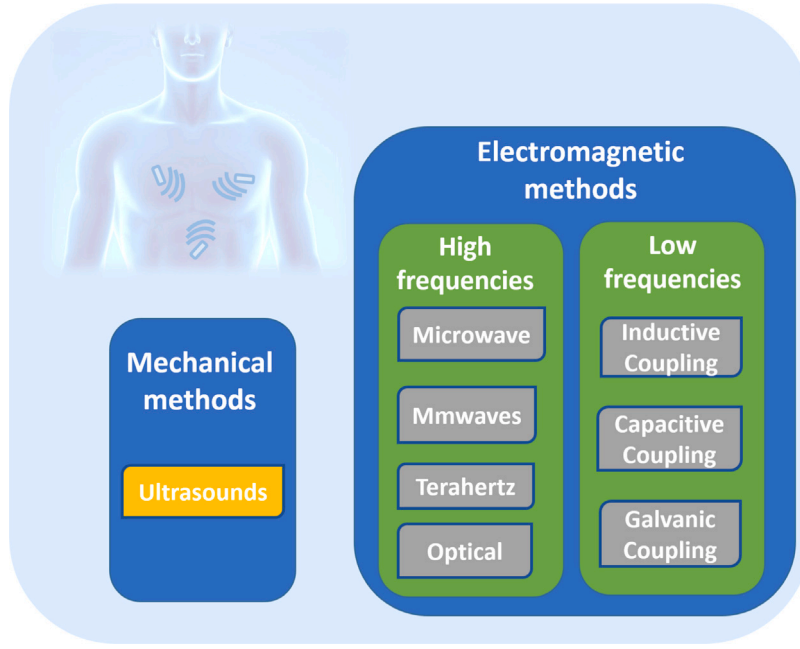 Electromagnetic
methods
High
frequencies
Microwave
Mmwaves
Terahertz
Optical
Low
frequencies
Inductive
Coupling
Capacitive
Coupling
Galvanic
Coupling
Mechanical
methods
Ultrasounds